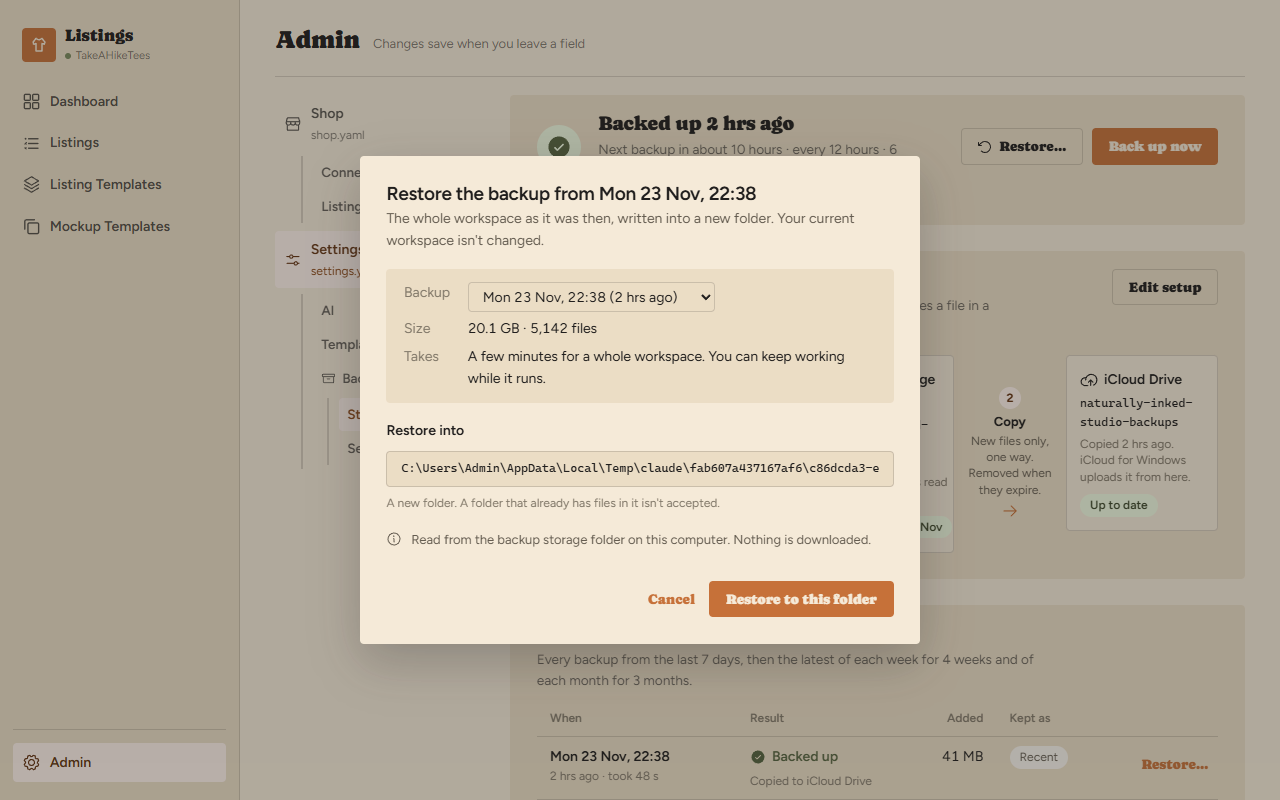 Listings
TakeAHikeTees
Dashboard
Listings
Listing Templates
Mockup Templates
Admin
Admin
Changes save when you leave a field
Shop
shop.yaml
Backed up 2 hrs ago
Next backup in about 10 hours · every 12 hours · 6
Restore...
Back up now
Edit setup
es a file in a
iCloud Drive
naturally-inked-
studio-backups
Copied 2 hrs ago.
iCloud for Windows
uploads it from here.
Up to date
2
Copy
New files only,
one way.
Removed when
they expire.
read
Nov
Restore the backup from Mon 23 Nov, 22:38
The whole workspace as it was then, written into a new folder. Your current
workspace isn't changed.
Backup
Mon 23 Nov, 22:38 (2 hrs ago)
Size
20.1 GB · 5,142 files
Takes
A few minutes for a whole workspace. You can keep working
while it runs.
Restore into
C:\Users\Admin\AppData\Local\Temp\claude\fab607a437167af6\c86dcda3-e
A new folder. A folder that already has files in it isn't accepted.
Read from the backup storage folder on this computer. Nothing is downloaded.
Cancel
Restore to this folder
Every backup from the last 7 days, then the latest of each week for 4 weeks and of
each month for 3 months.
When
Result
Added
Kept as
Mon 23 Nov, 22:38
2 hrs ago · took 48 s
Backed up
Copied to iCloud Drive
41 MB
Recent
Restore...
AI